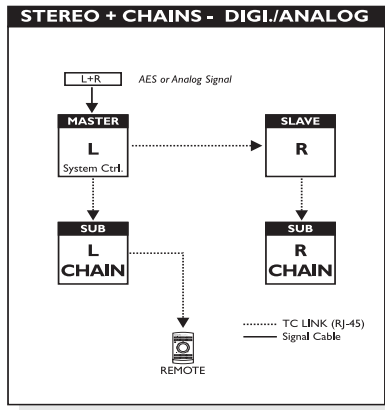 STEREO + CHAINS - DIGI./ANALOG
L+R
AES or Analog Signal
MASTER
L
System Ctrl.
SLAVE
R
SUB
L
CHAIN
SUB
R
CHAIN
REMOTE
TC LINK (RJ-45)
Signal Cable